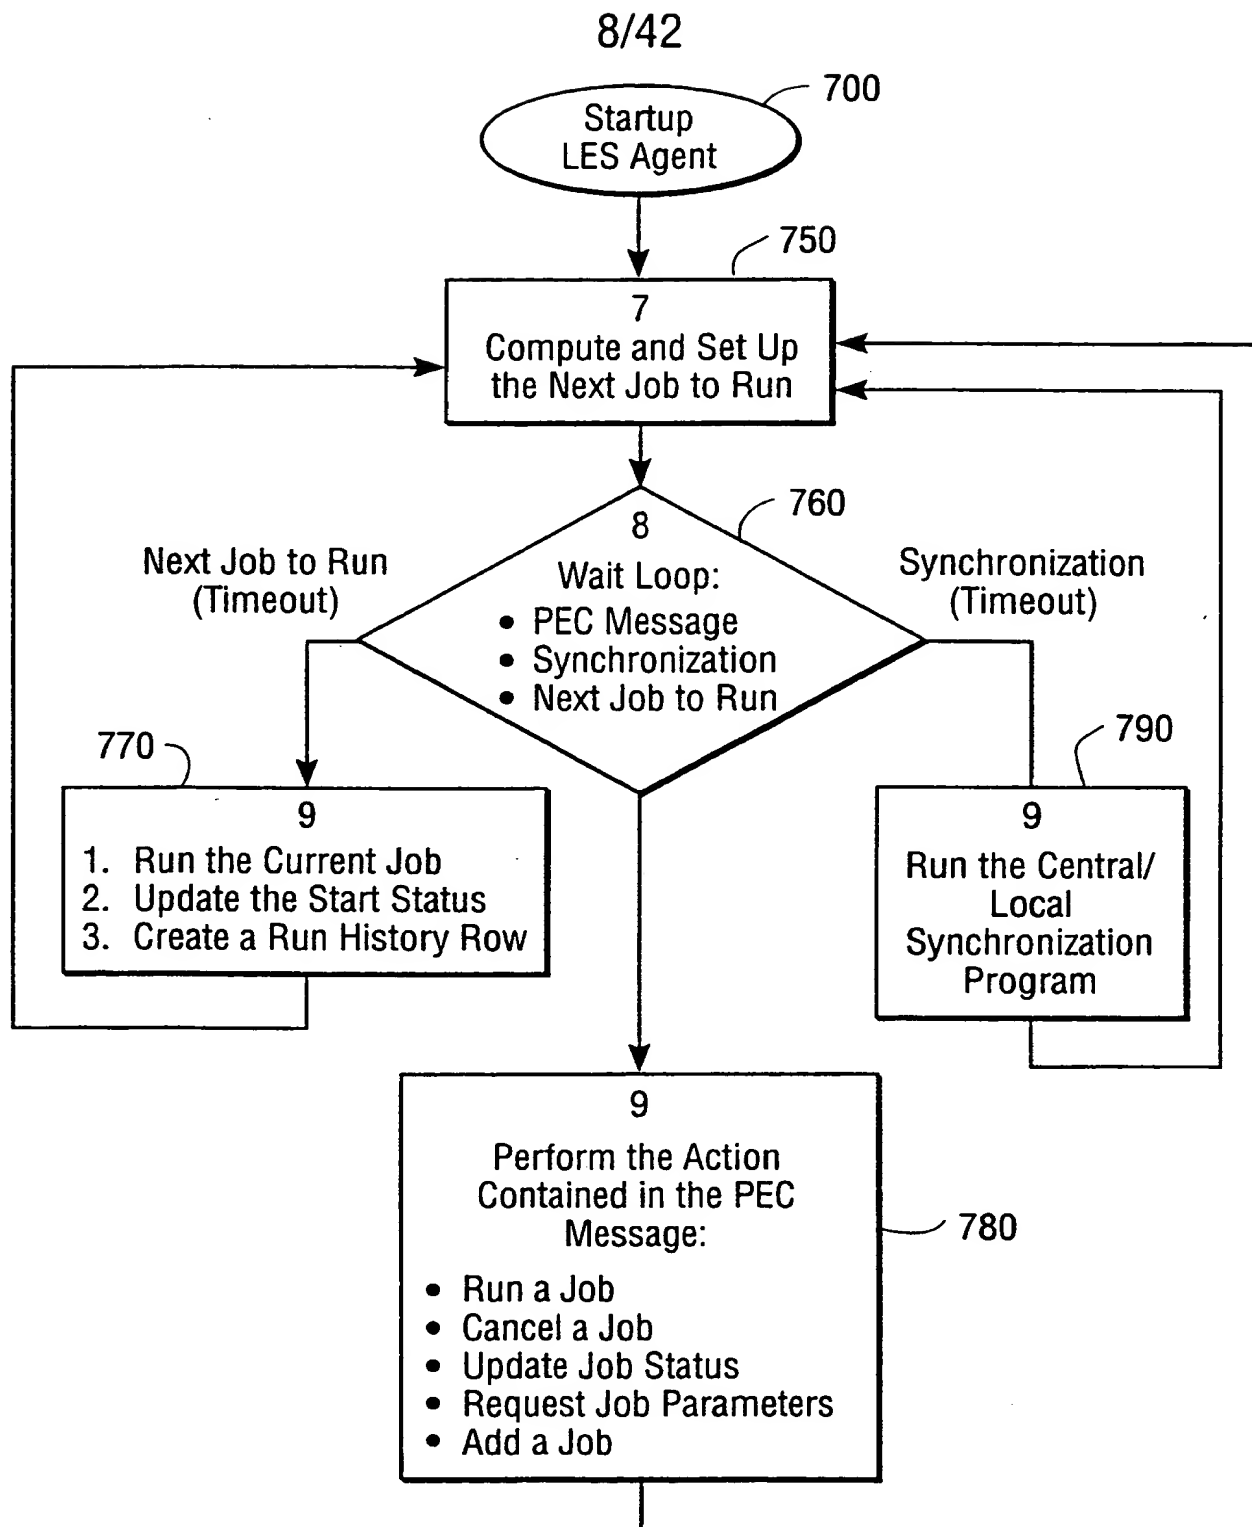 8/42
700
Startup
LES Agent
750
7
Compute and Set Up
the Next Job to Run
760
8
Wait Loop:
• PEC Message
• Synchronization
• Next Job to Run
Next Job to Run
(Timeout)
Synchronization
(Timeout)
770
9
1. Run the Current Job
2. Update the Start Status
3. Create a Run History Row
790
9
Run the Central/
Local
Synchronization
Program
9
Perform the Action
Contained in the PEC
Message:
780
• Run a Job
• Cancel a Job
• Update Job Status
• Request Job Parameters
• Add a Job